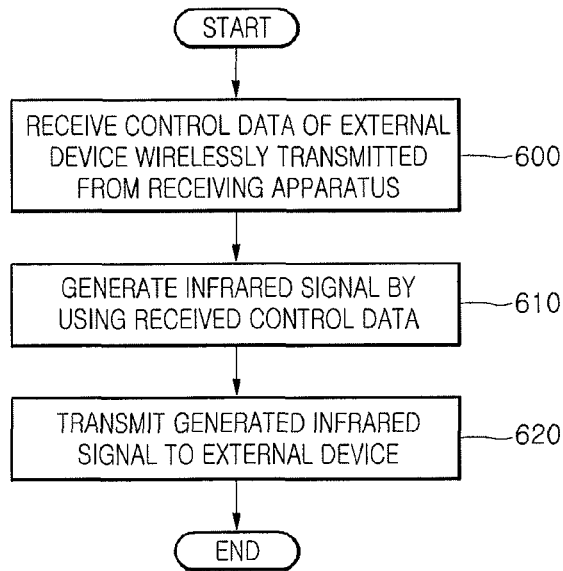 START
RECEIVE CONTROL DATA OF EXTERNAL
DEVICE WIRELESSLY TRANSMITTED
FROM RECEIVING APPARATUS
600
GENERATE INFRARED SIGNAL BY
USING RECEIVED CONTROL DATA
610
TRANSMIT GENERATED INFRARED
SIGNAL TO EXTERNAL DEVICE
620
END